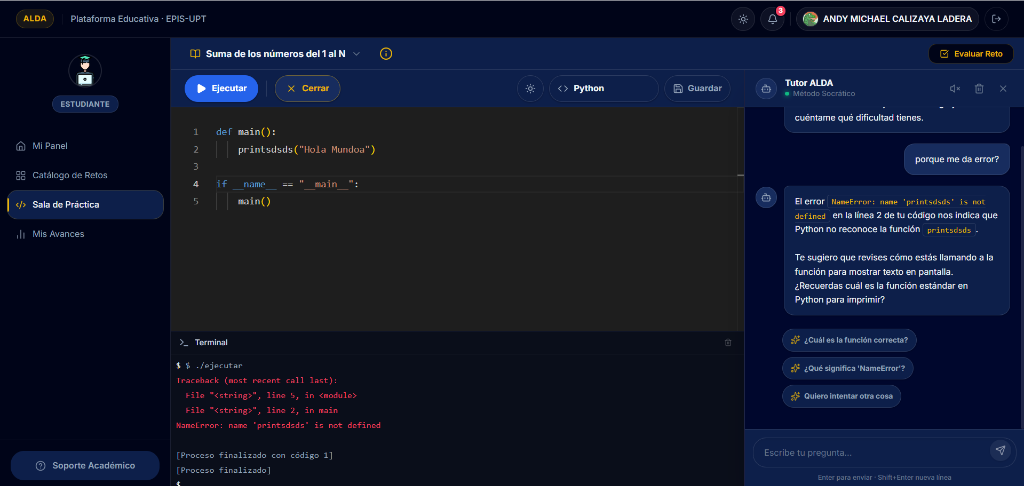 ALDA
Plataforma Educativa · EPIS-UPT
3
ANDY MICHAEL CALIZAYA LADERA
ESTUDIANTE
Mi Panel
Catálogo de Retos
Sala de Práctica
Mis Avances
Soporte Académico
Suma de los números del 1 al N
Evaluar Reto
Ejecutar
Cerrar
Python
Guardar
1 def main():
2 printsdsds("Hola Mundoa")
3
4 if __name__ == "__main__":
5 main()
Terminal
$ $ ./ejecutar
Traceback (most recent call last):
File "<string>", line 5, in <module>
File "<string>", line 2, in main
NameError: name 'printsdsds' is not defined
[Proceso finalizado con código 1]
[Proceso finalizado]
$
Tutor ALDA
Método Socrático
cuéntame qué dificultad tienes.
porque me da error?
El error NameError: name 'printsdsds' is not
defined en la línea 2 de tu código nos indica que
Python no reconoce la función printsdsds.
Te sugiero que revises cómo estás llamando a la
función para mostrar texto en pantalla.
¿Recuerdas cuál es la función estándar en
Python para imprimir?
¿Cuál es la función correcta?
¿Qué significa 'NameError'?
Quiero intentar otra cosa
Escribe tu pregunta...
Enter para enviar · Shift+Enter nueva línea